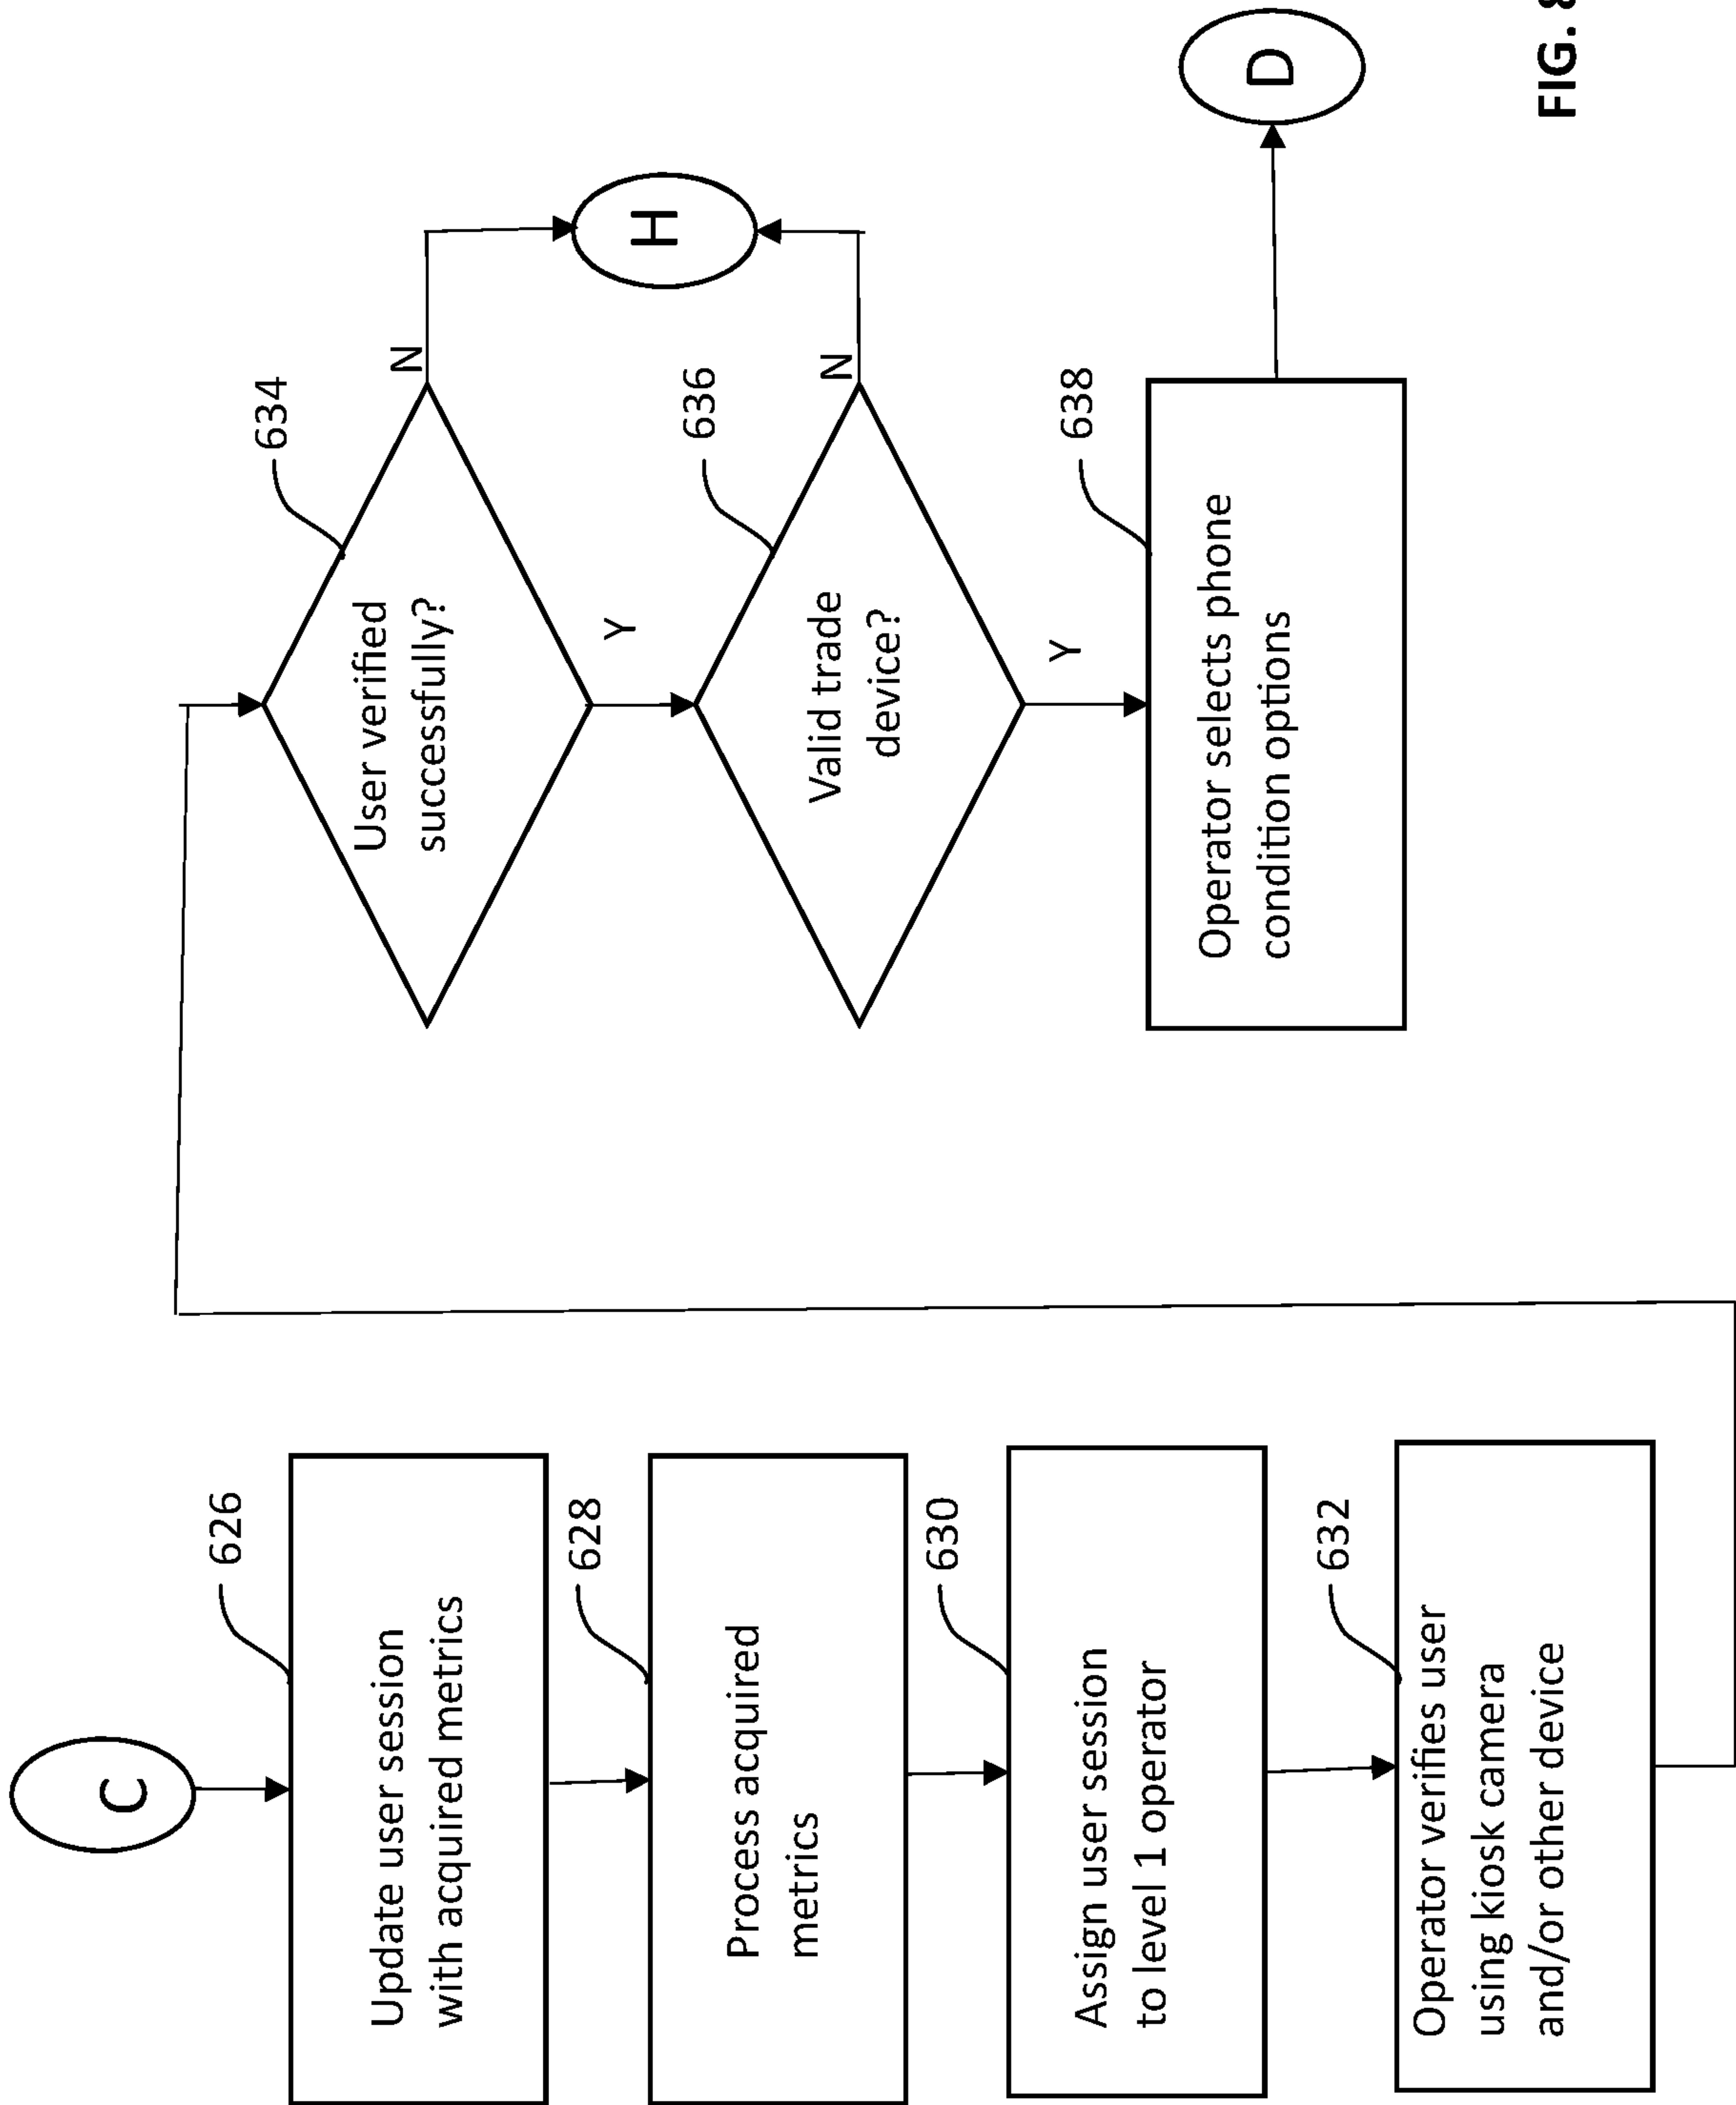 C
626
Update user session
with acquired metrics
628
Process acquired
metrics
630
Assign user session
to level 1 operator
632
Operator verifies user
using kiosk camera
and/or other device
634
User verified
successfully?
N
Y
H
636
Valid trade
device?
N
Y
638
Operator selects phone
condition options
D
FIG. 8